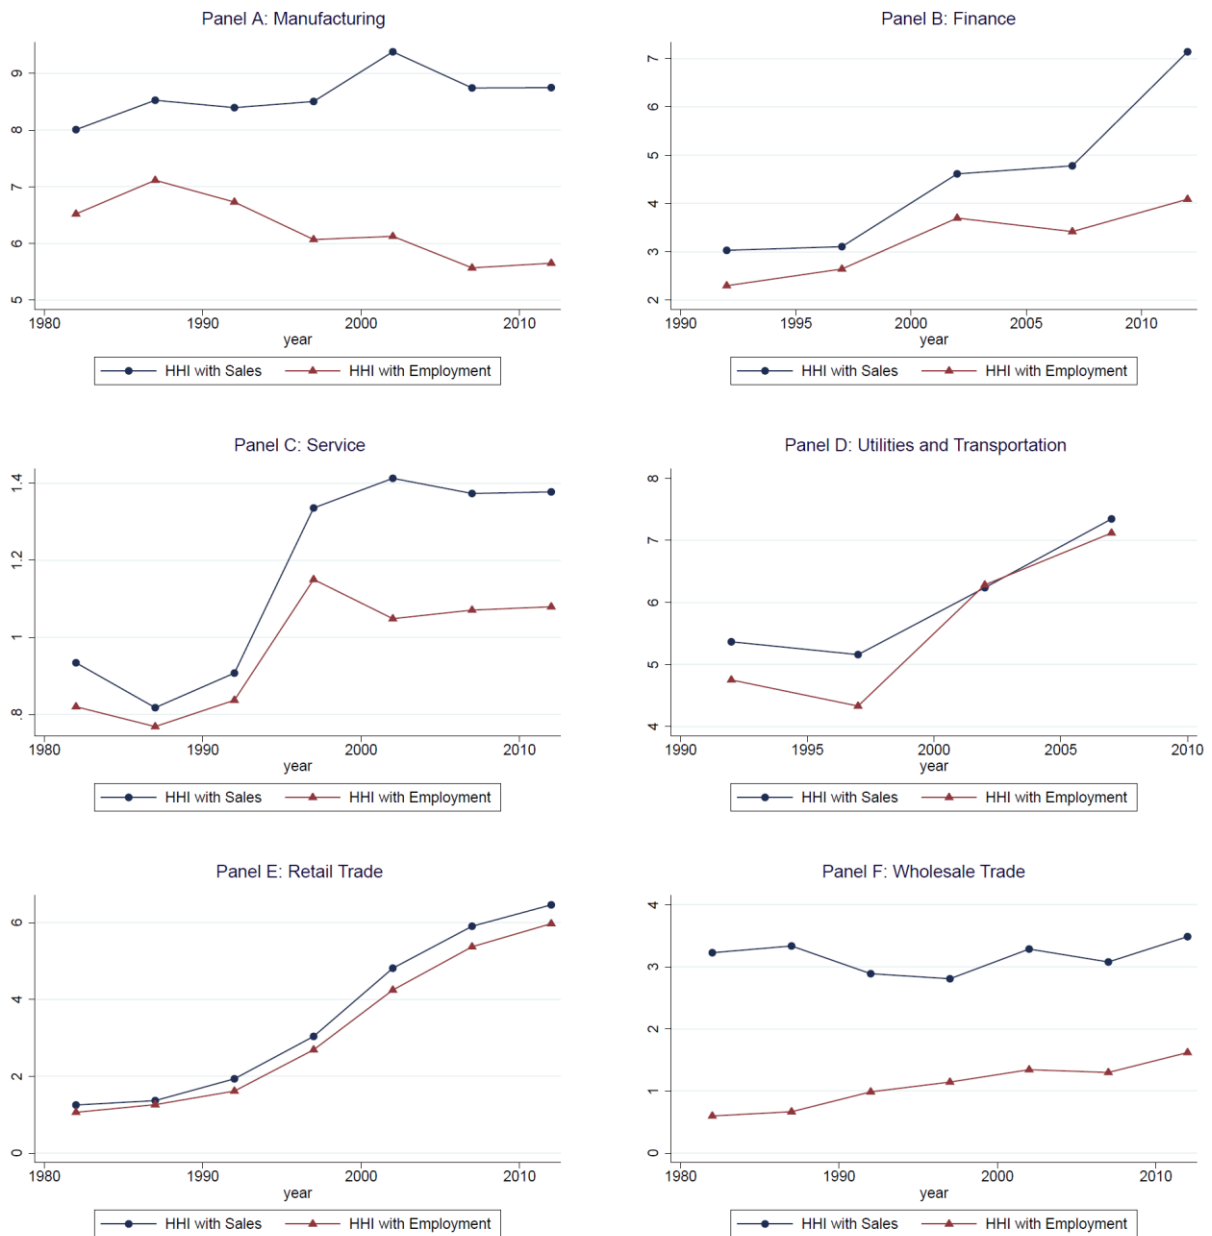 Panel A: Manufacturing
9
8
7
6
5
1980 1990 2000 2010
year
HHI with Sales HHI with Employment
Panel B: Finance
7
6
5
4
3
2
1990 1995 2000 2005 2010
year
HHI with Sales HHI with Employment
Panel C: Service
1.4
1.2
1
.8
1980 1990 2000 2010
year
HHI with Sales HHI with Employment
Panel D: Utilities and Transportation
8
7
6
5
4
1990 1995 2000 2005 2010
year
HHI with Sales HHI with Employment
Panel E: Retail Trade
6
4
2
0
1980 1990 2000 2010
year
HHI with Sales HHI with Employment
Panel F: Wholesale Trade
4
3
2
1
0
1980 1990 2000 2010
year
HHI with Sales HHI with Employment